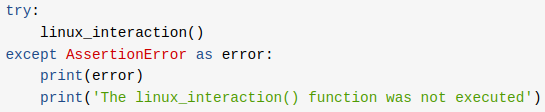 try:
    linux_interaction()
except AssertionError as error:
    print(error)
    print('The linux_interaction() function was not executed')